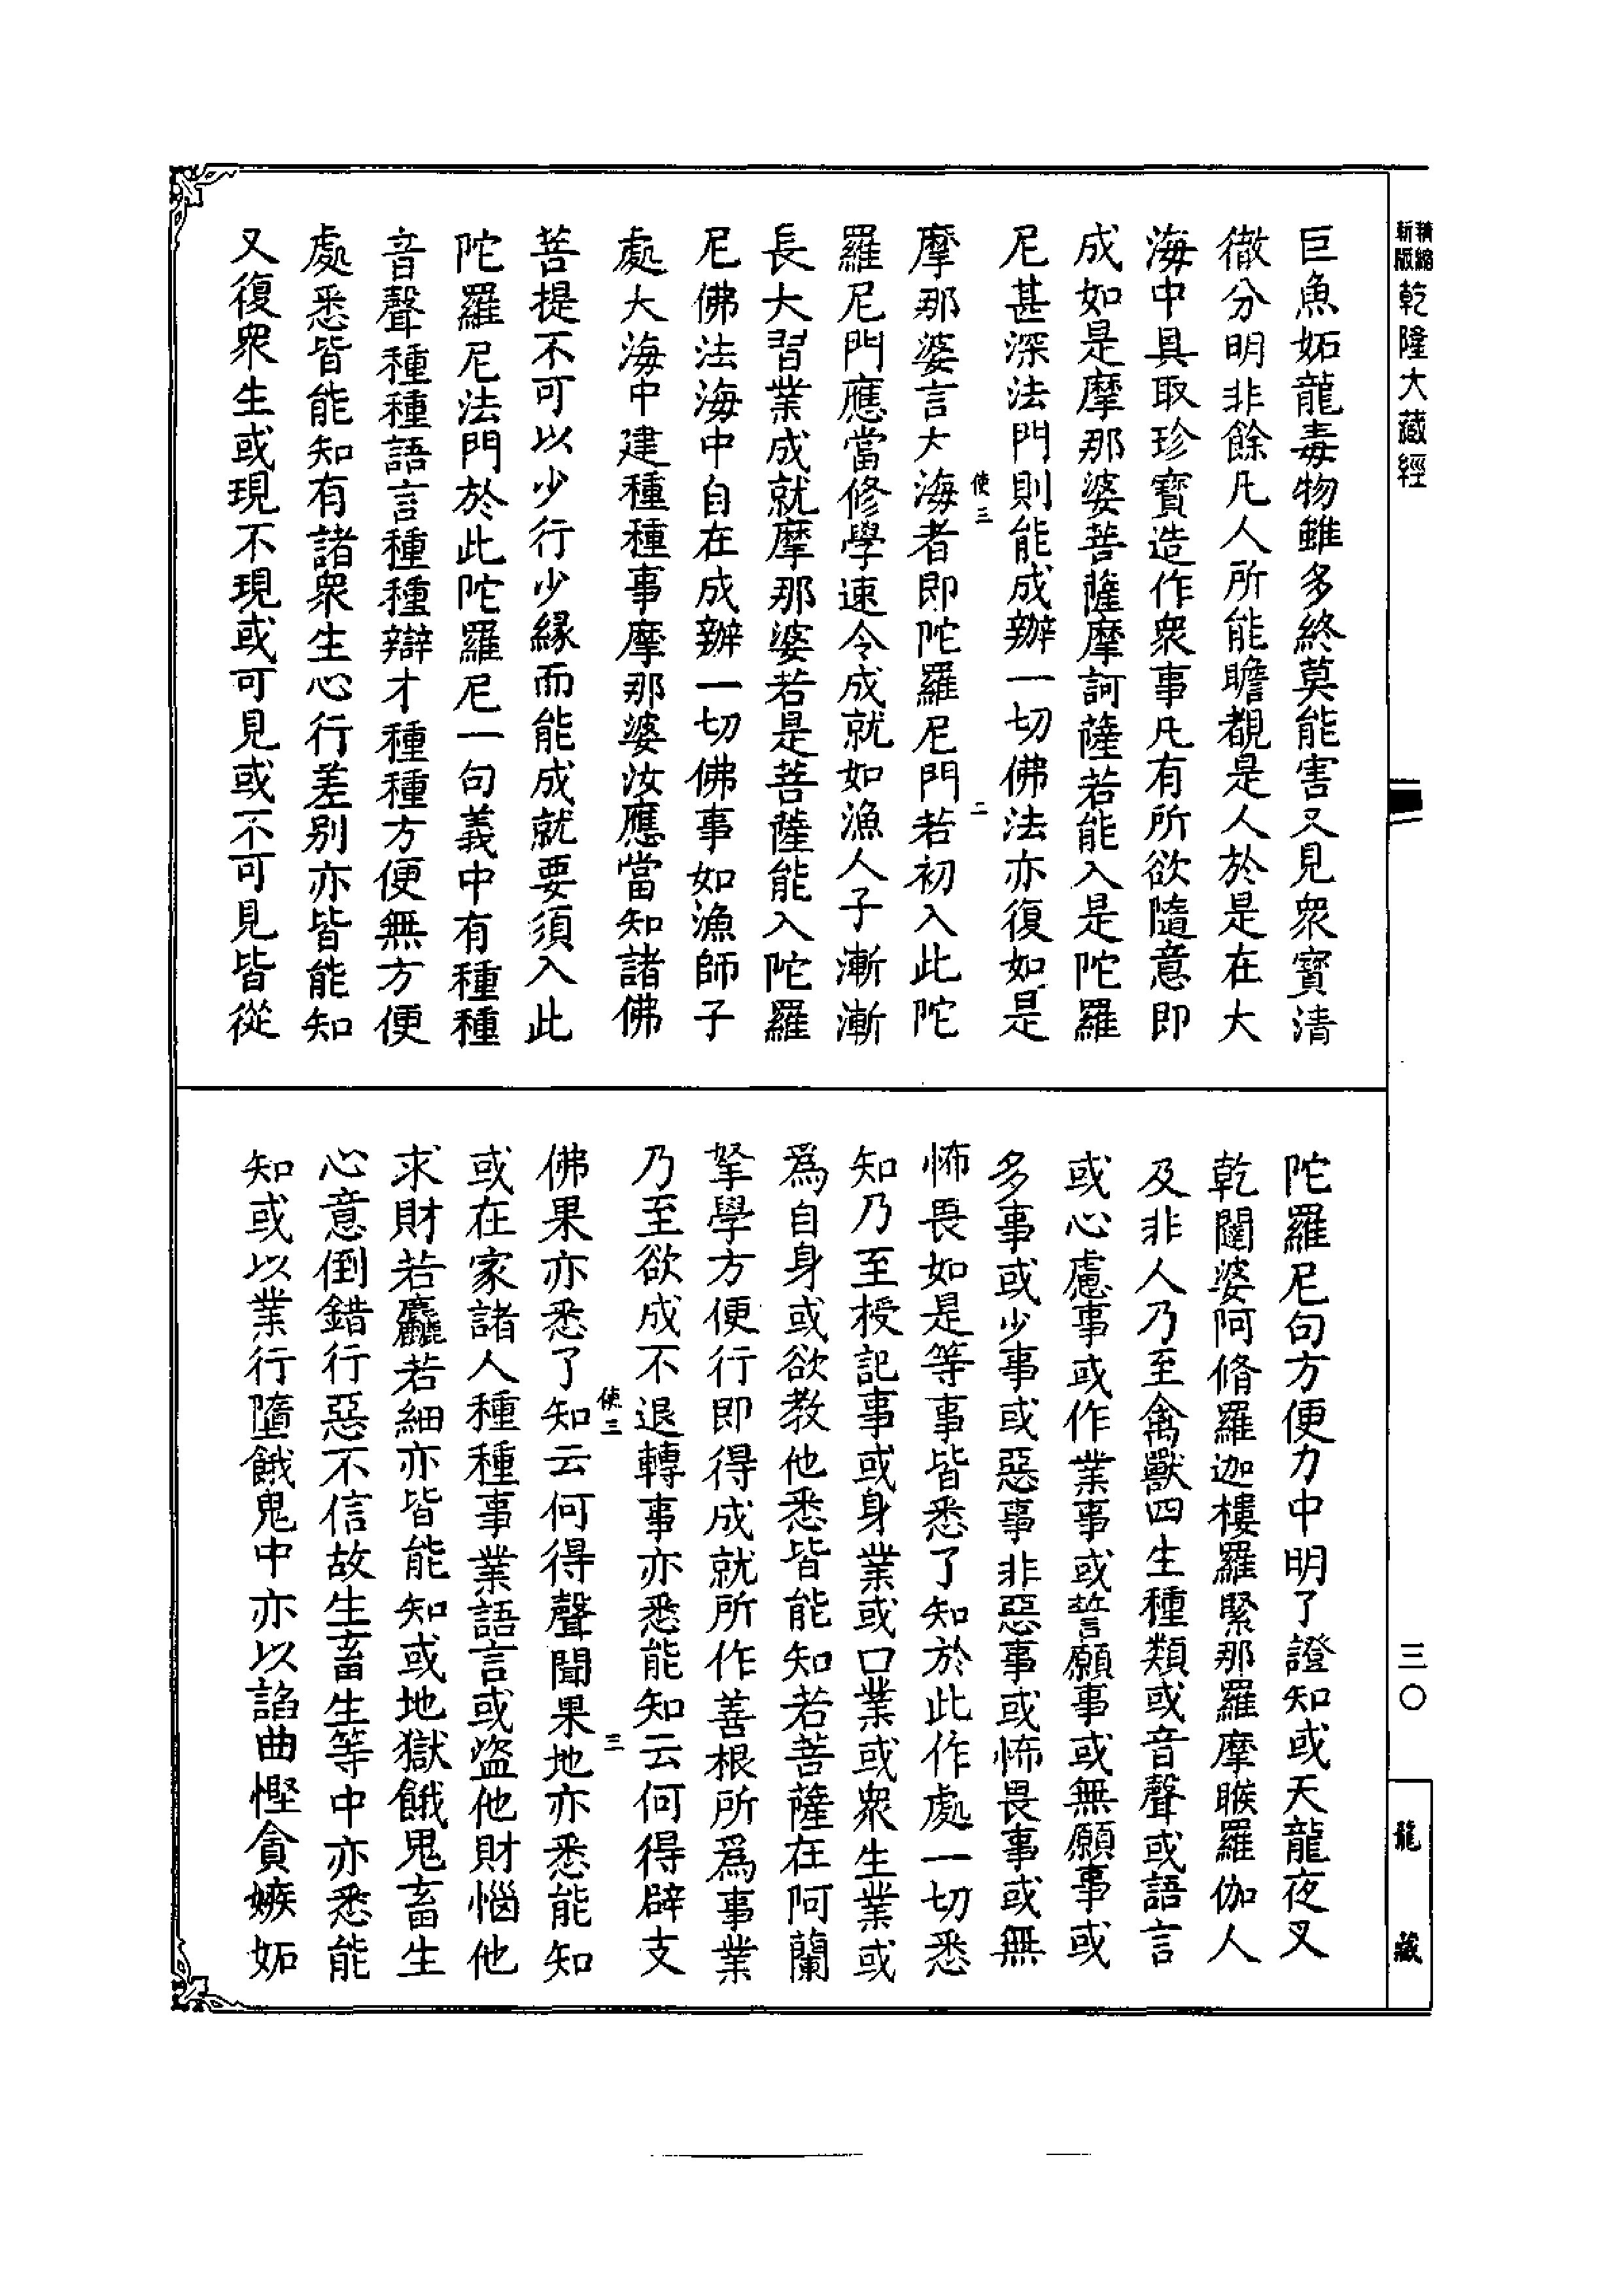 精縮
新版
乾隆大藏經
三〇
龍藏
巨魚妬龍毒物雖多終莫能害又見衆寶清
徹分明非餘凡人所能瞻覩是人於是在大
海中具取珍寶造作衆事凡有所欲隨意即
成如是摩那婆菩薩摩訶薩若能入是陀羅
尼甚深法門則能成辦一切佛法亦復如是
使三
二
摩那婆言大海者即陀羅尼門若初入此陀
羅尼門應當修學速令成就如漁人子漸漸
長大習業成就摩那婆若是菩薩能入陀羅
尼佛法海中自在成辦一切佛事如漁師子
處大海中建種種事摩那婆汝應當知諸佛
菩提不可以少行少緣而能成就要須入此
陀羅尼法門於此陀羅尼一句義中有種種
音聲種種語言種種辯才種種方便無方便
處悉皆能知有諸衆生心行差别亦皆能知
又復衆生或現不現或可見或不可見皆從
陀羅尼句方便力中明了證知或天龍夜叉
乾闥婆阿脩羅迦樓羅緊那羅摩睺羅伽人
及非人乃至禽獸四生種類或音聲或語言
或心慮事或作業事或誓願事或無願事或
多事或少事或惡事非惡事或怖畏事或無
怖畏如是等事皆悉了知於此作處一切悉
知乃至授記事或身業或口業或衆生業或
爲自身或欲教他悉皆能知若菩薩在阿蘭
拏學方便行即得成就所作善根所爲事業
乃至欲成不退轉事亦悉能知云何得辟支
使三
三
佛果亦悉了知云何得聲聞果地亦悉能知
或在家諸人種種事業語言或盜他財惱他
求財若麤若細亦皆能知或地獄餓鬼畜生
心意倒錯行惡不信故生畜生等中亦悉能
知或以業行墮餓鬼中亦以諂曲慳貪嫉妬